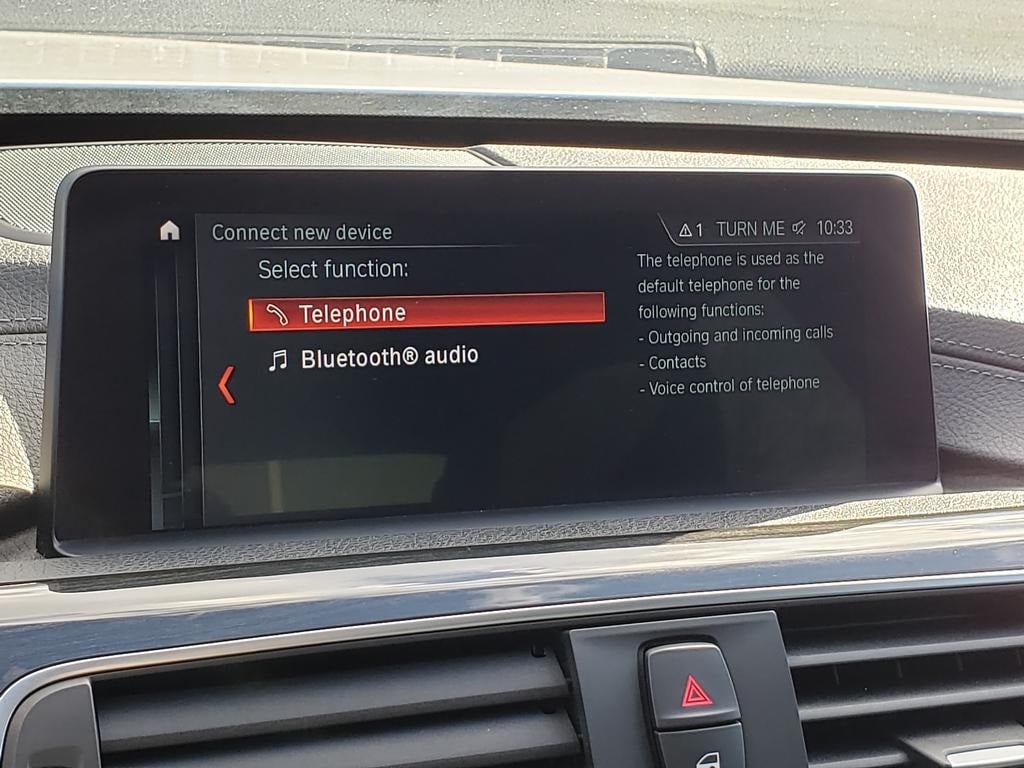 Connect new device
1 TURN ME 10:33
Select function:
Telephone
Bluetooth® audio
The telephone is used as the
default telephone for the
following functions:
- Outgoing and incoming calls
- Contacts
- Voice control of telephone